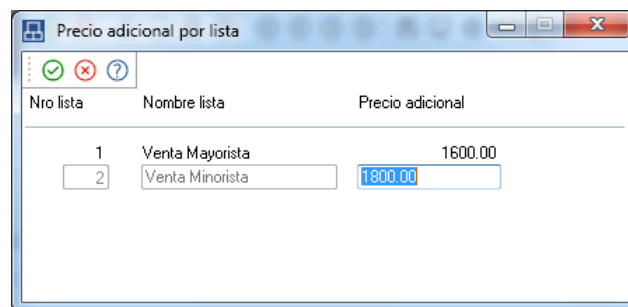 Precio adicional por lista
Nro lista Nombre lista Precio adicional
1 Venta Mayorista 1600.00
2 Venta Minorista 1800.00